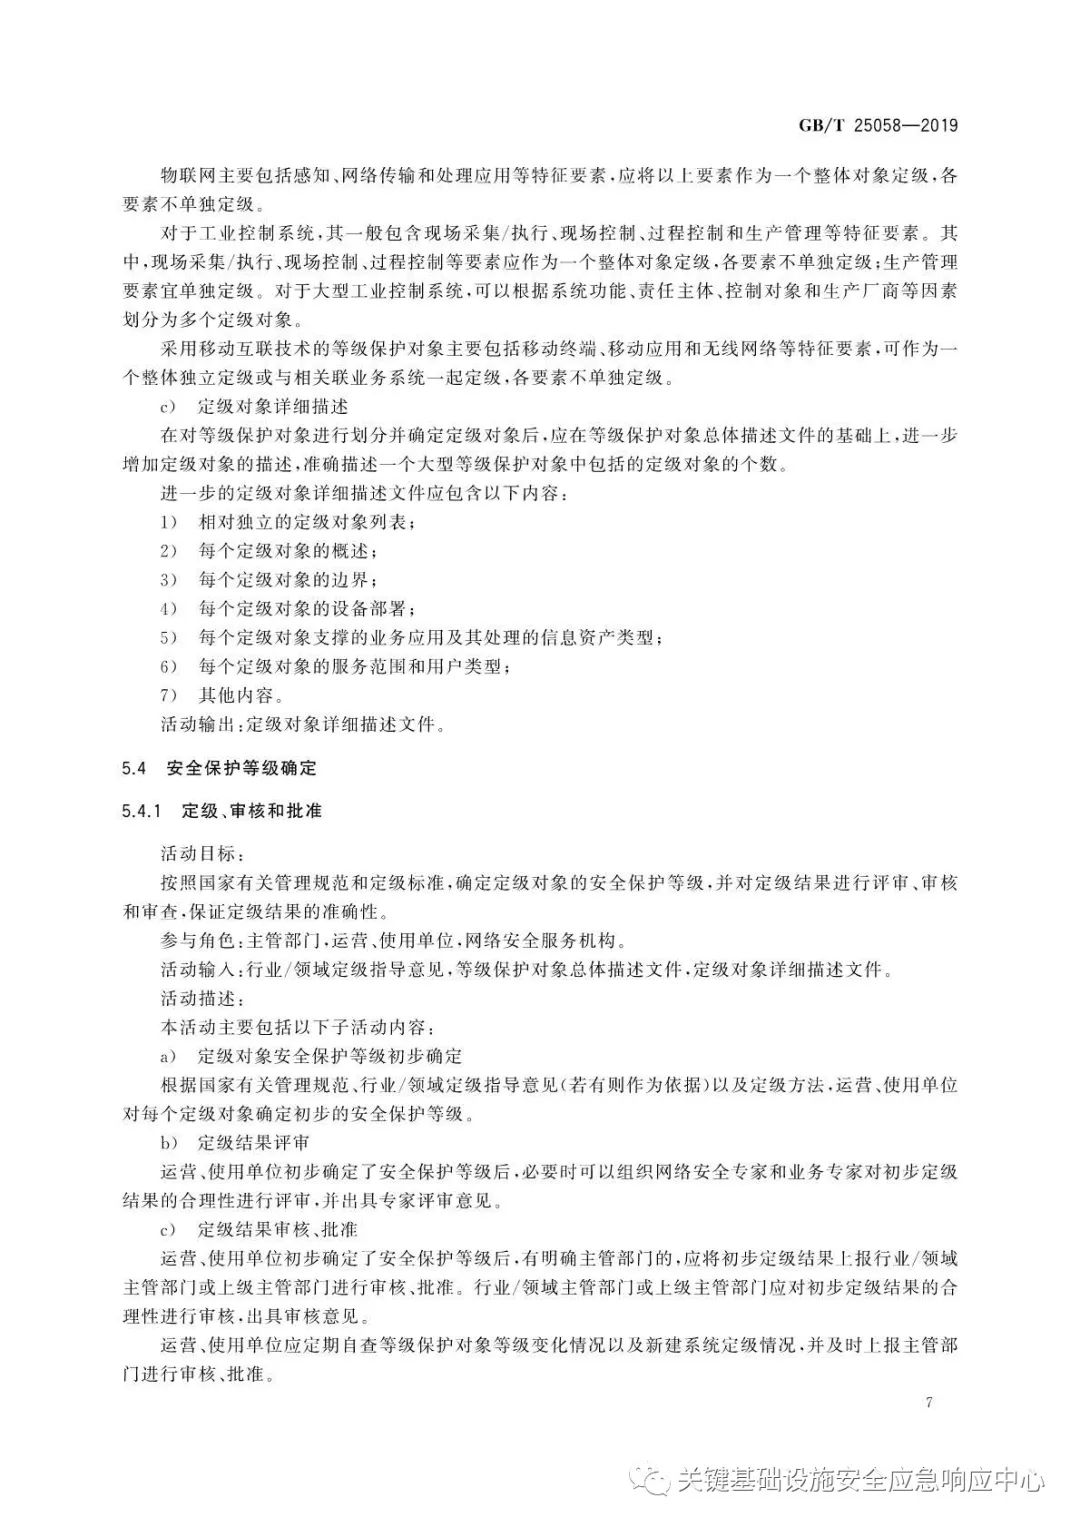 GB/T 25058—2019
物联网主要包括感知、网络传输和处理应用等特征要素,应将以上要素作为一个整体对象定级,各
要素不单独定级。
对于工业控制系统,其一般包含现场采集/执行、现场控制、过程控制和生产管理等特征要素。其
中,现场采集/执行、现场控制、过程控制等要素应作为一个整体对象定级,各要素不单独定级;生产管理
要素宜单独定级。对于大型工业控制系统,可以根据系统功能、责任主体、控制对象和生产厂商等因素
划分为多个定级对象。
采用移动互联技术的等级保护对象主要包括移动终端、移动应用和无线网络等特征要素,可作为一
个整体独立定级或与相关联业务系统一起定级,各要素不单独定级。
c) 定级对象详细描述
在对等级保护对象进行划分并确定定级对象后,应在等级保护对象总体描述文件的基础上,进一步
增加定级对象的描述,准确描述一个大型等级保护对象中包括的定级对象的个数。
进一步的定级对象详细描述文件应包含以下内容:
1) 相对独立的定级对象列表;
2) 每个定级对象的概述;
3) 每个定级对象的边界;
4) 每个定级对象的设备部署;
5) 每个定级对象支撑的业务应用及其处理的信息资产类型;
6) 每个定级对象的服务范围和用户类型;
7) 其他内容。
活动输出:定级对象详细描述文件。
5.4 安全保护等级确定
5.4.1 定级、审核和批准
活动目标:
按照国家有关管理规范和定级标准,确定定级对象的安全保护等级,并对定级结果进行评审、审核
和审查,保证定级结果的准确性。
参与角色:主管部门,运营、使用单位,网络安全服务机构。
活动输入:行业/领域定级指导意见,等级保护对象总体描述文件,定级对象详细描述文件。
活动描述:
本活动主要包括以下子活动内容:
a) 定级对象安全保护等级初步确定
根据国家有关管理规范、行业/领域定级指导意见(若有则作为依据)以及定级方法,运营、使用单位
对每个定级对象确定初步的安全保护等级。
b) 定级结果评审
运营、使用单位初步确定了安全保护等级后,必要时可以组织网络安全专家和业务专家对初步定级
结果的合理性进行评审,并出具专家评审意见。
c) 定级结果审核、批准
运营、使用单位初步确定了安全保护等级后,有明确主管部门的,应将初步定级结果上报行业/领域
主管部门或上级主管部门进行审核、批准。行业/领域主管部门或上级主管部门应对初步定级结果的合
理性进行审核,出具审核意见。
运营、使用单位应定期自查等级保护对象等级变化情况以及新建系统定级情况,并及时上报主管部
门进行审核、批准。
7
关键基础设施安全应急响应中心